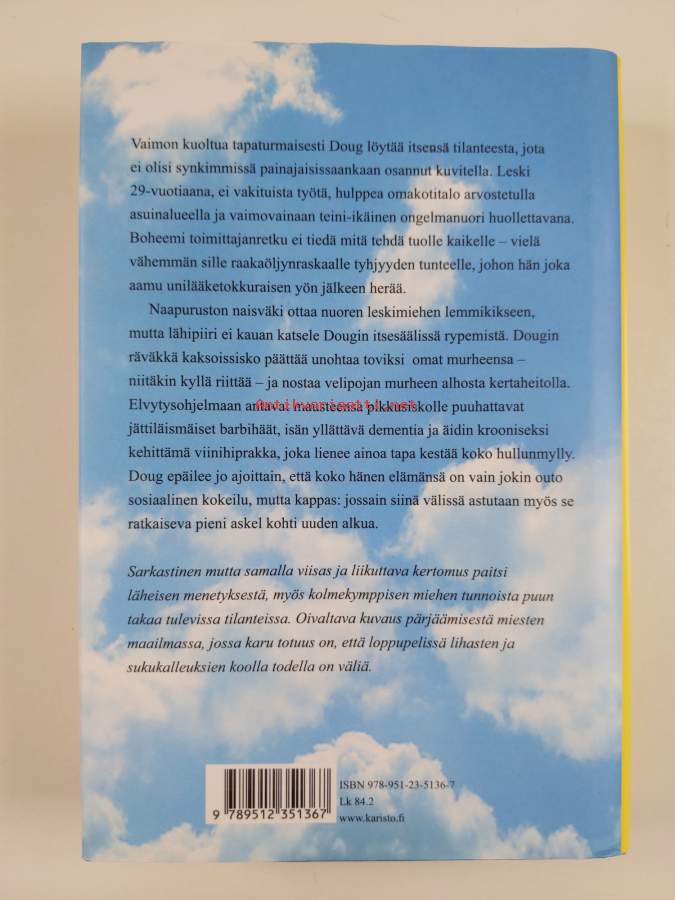 Vaimon kuoltua tapaturmaisesti Doug löytää itsensä tilanteesta, jota
ei olisi synkimmissä painajaisissaankaan osannut kuvitella. Leski
29-vuotiaana, ei vakituista työtä, hulppea omakotitalo arvostetulla
asuinalueella ja vaimovainaan teini-ikäinen ongelmanuori huollettavana.
Boheemi toimittajanretku ei tiedä mitä tehdä tuolle kaikelle – vielä
vähemmän sille raakaöljynraskaalle tyhjyyden tunteelle, johon hän joka
aamu unilääketokkuraisen yön jälkeen herää.
Naapuruston naisväki ottaa nuoren leskimiehen lemmikikseen,
mutta lähipiiri ei kauan katsele Dougin itsesäälissä rypemistä. Dougin
räväkkä kaksoissisko päättää unohtaa toviksi omat murheensa –
niitäkin kyllä riittää – ja nostaa velipojan murheen alhosta kertaheitolla.
Elvytysohjelmaan antavat mausteensa pikkusiskolle puuhattavat
Antikvariaatti.net
jättiläismäiset barbihäät, isän yllättävä dementia ja äidin krooniseksi
kehittämä viinihiprakka, joka lienee ainoa tapa kestää koko hullunmylly.
Doug epäilee jo ajoittain, että koko hänen elämänsä on vain jokin outo
sosiaalinen kokeilu, mutta kappas: jossain siinä välissä astutaan myös se
ratkaiseva pieni askel kohti uuden alkua.
Sarkastinen mutta samalla viisas ja liikuttava kertomus paitsi
läheisen menetyksestä, myös kolmekymppisen miehen tunnoista puun
takaa tulevissa tilanteissa. Oivaltava kuvaus pärjäämisestä miesten
maailmassa, jossa karu totuus on, että loppupelissä lihasten ja
sukukalleuksien koolla todella on väliä.
ISBN 978-951-23-5136-7
Lk 84.2
www.karisto.fi
9 789512 351367